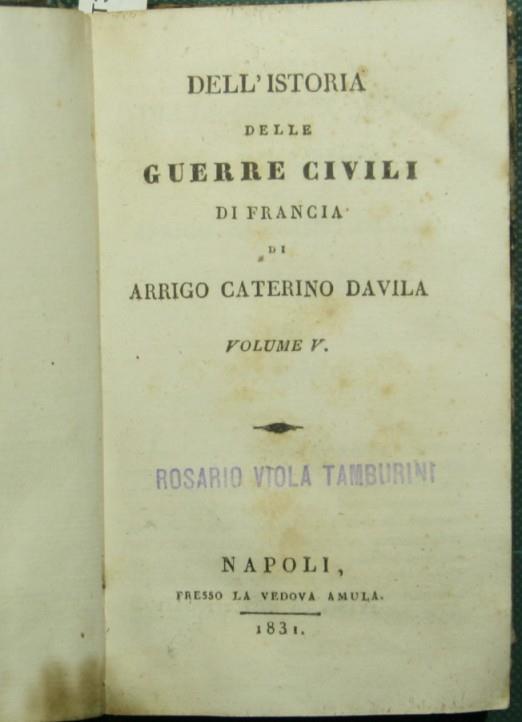 DELL'ISTORIA
DELLE
GUERRE CIVILI
DI FRANCIA
DI
ARRIGO CATERINO DAVILA
VOLUME V.
ROSARIO VIOLA TAMBURINI
NAPOLI,
PRESSO LA VEDOVA AMULA.
1831.